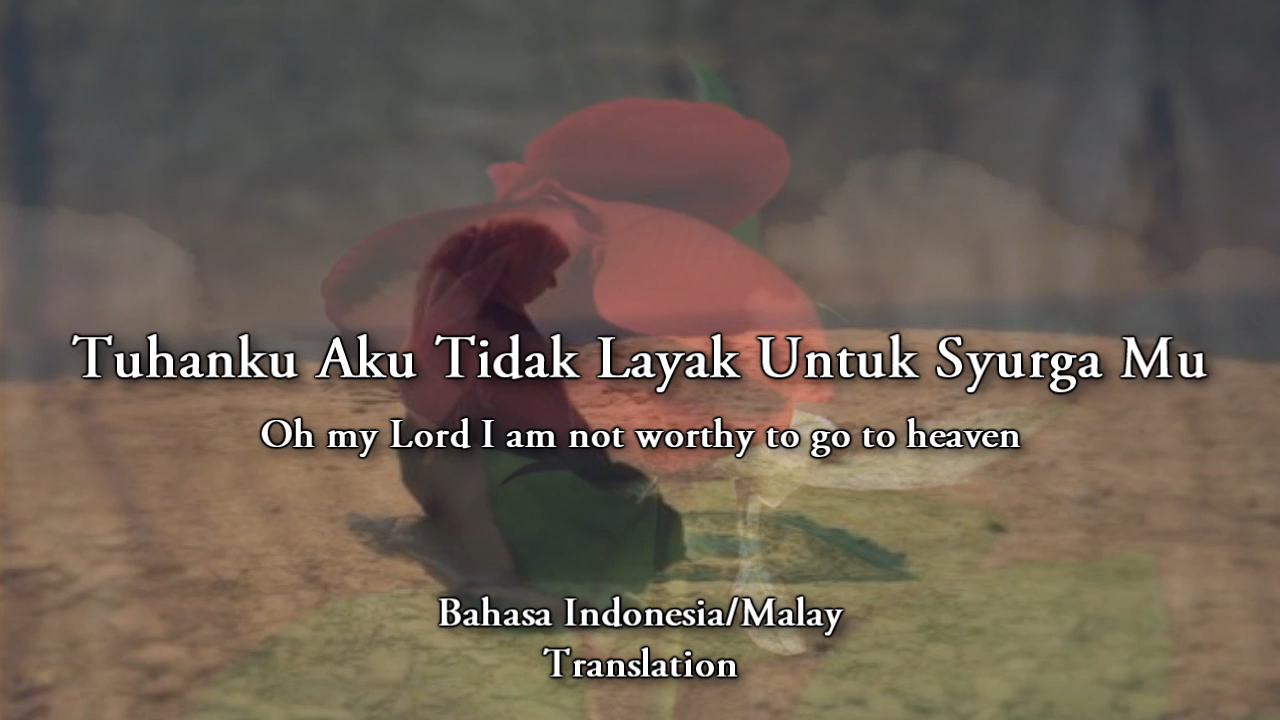 Tuhanku Aku Tidak Layak Untuk Syurga Mu
Oh my Lord I am not worthy to go to heaven
Bahasa Indonesia/Malay
Translation